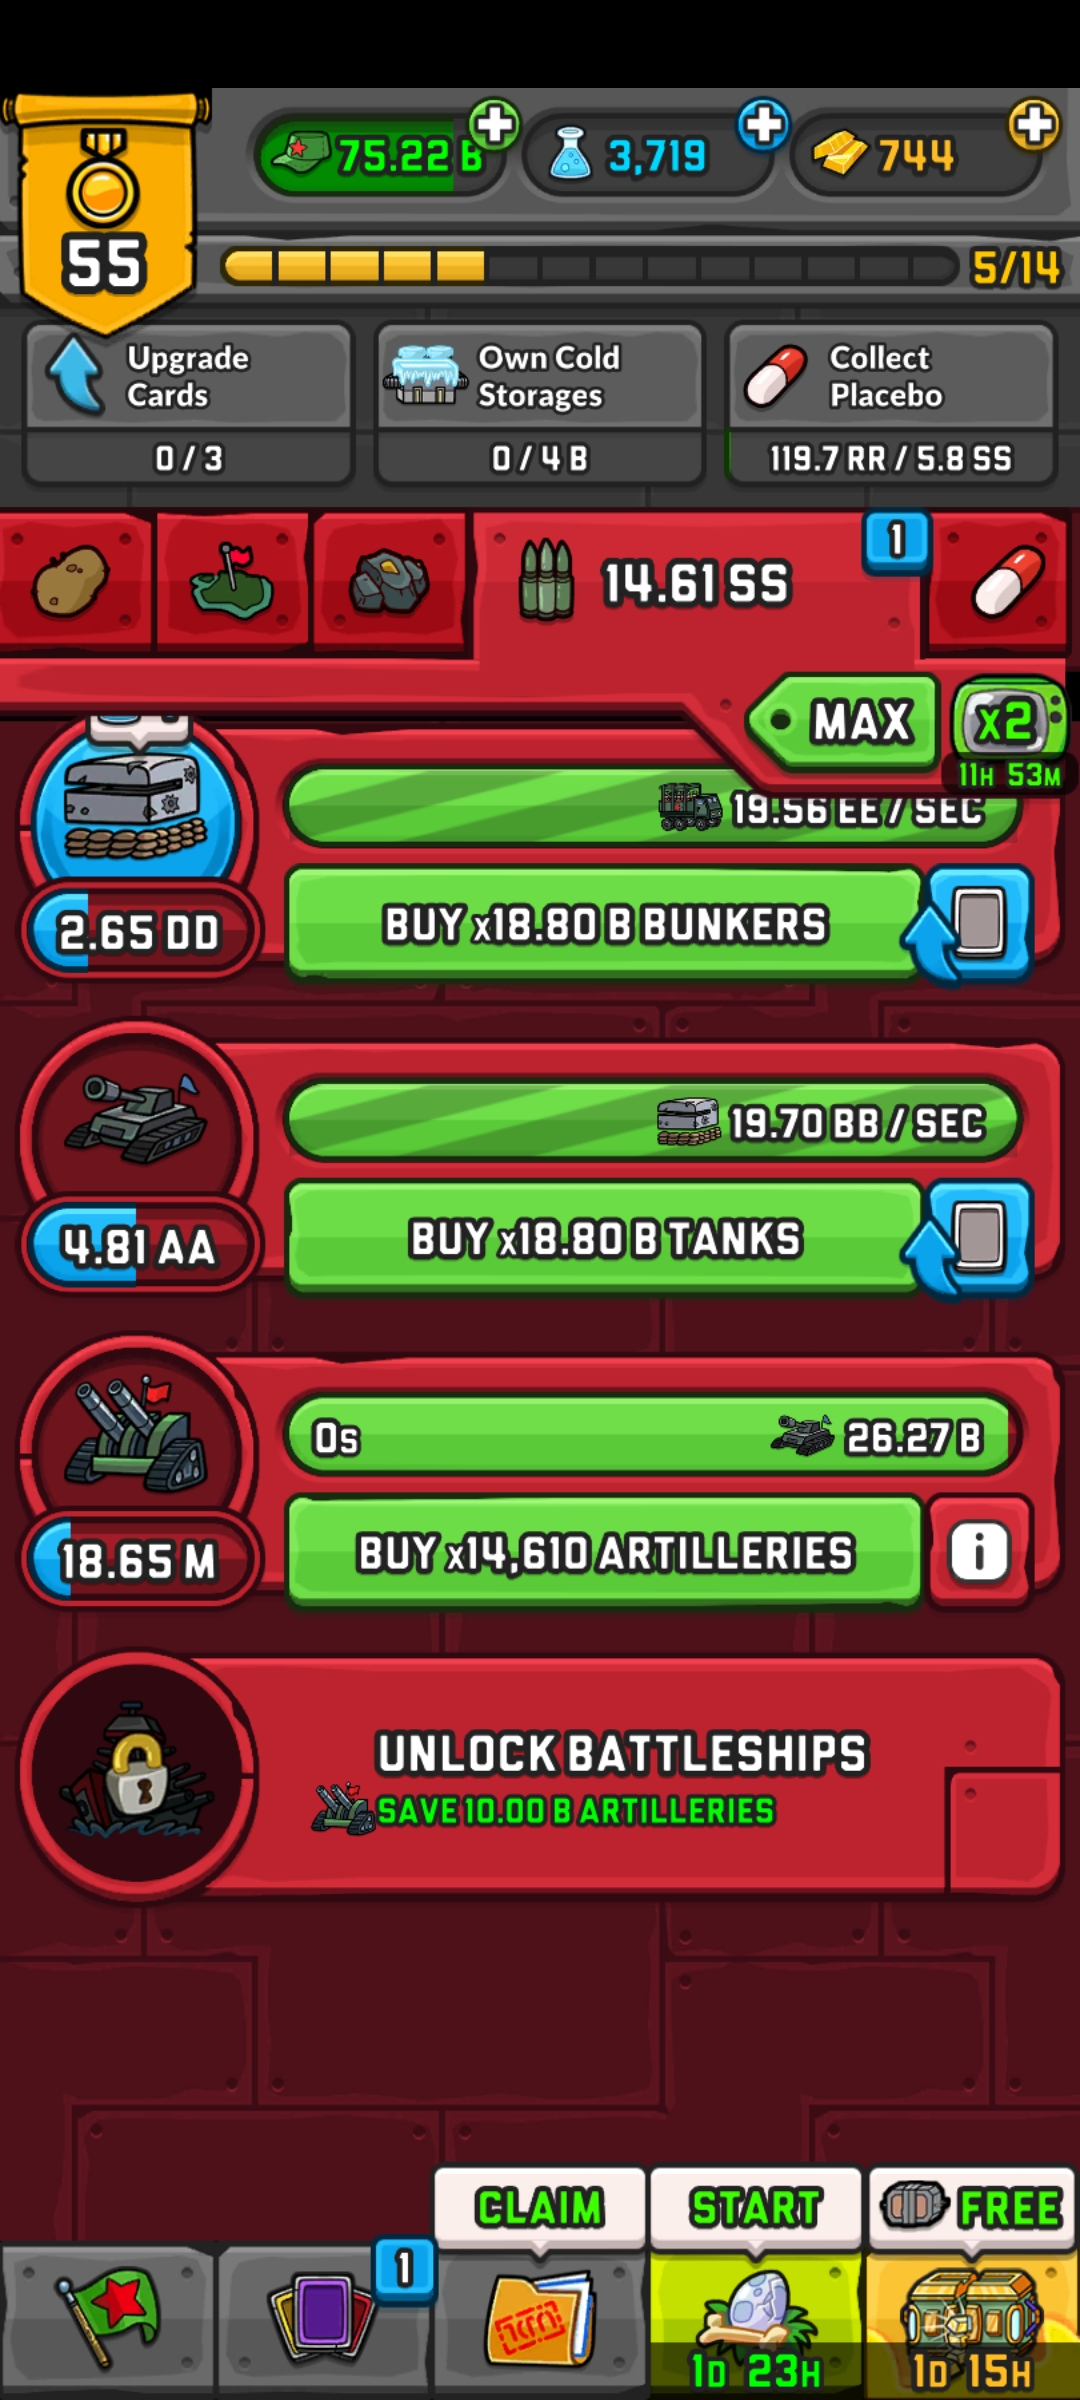 75.22 B
3,719
744
55
5/14
Upgrade
Cards
0 / 3
Own Cold
Storages
0 / 4 B
Collect
Placebo
119.7 RR / 5.8 SS
14.61 SS
1
MAX
x2
11H 53M
19.56 EE / SEC
2.65 DD
BUY x18.80 B BUNKERS
19.70 BB / SEC
4.81 AA
BUY x18.80 B TANKS
0s
26.27 B
18.65 M
BUY x14,610 ARTILLERIES
i
UNLOCK BATTLESHIPS
SAVE 10.00 B ARTILLERIES
CLAIM
START
FREE
1
1D 23H
1D 15H